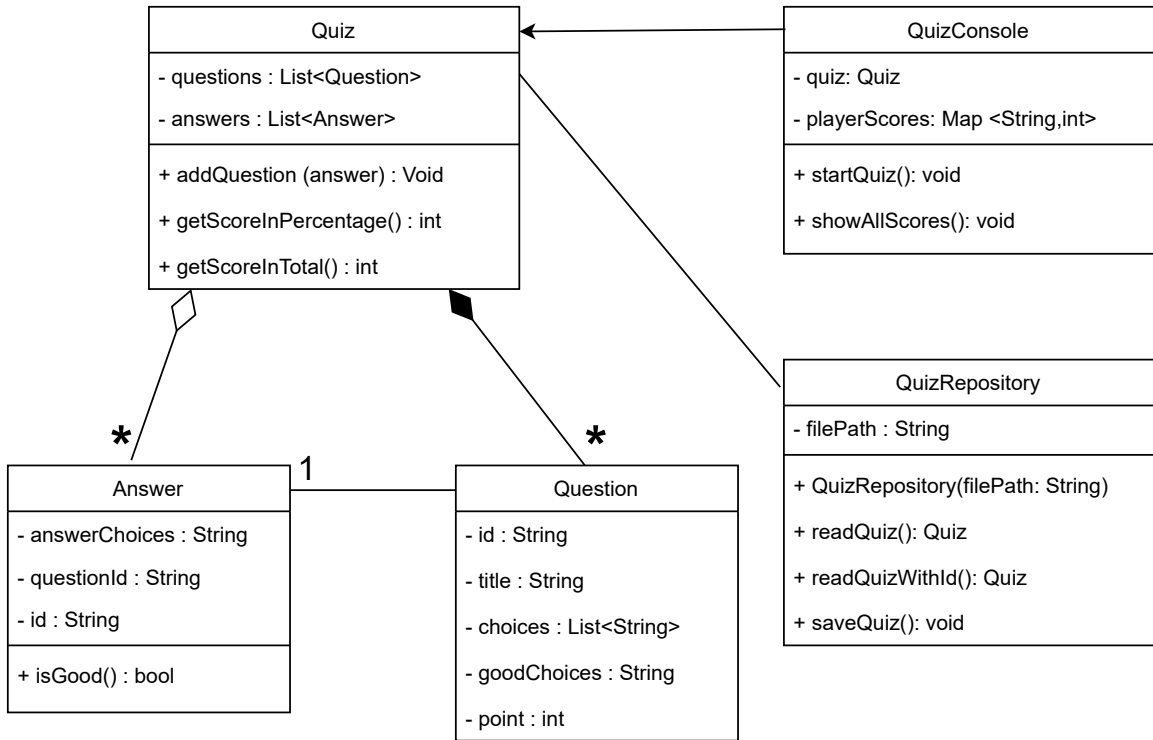 Quiz
- questions : List<Question>
- answers : List<Answer>
+ addQuestion (answer) : Void
+ getScoreInPercentage() : int
+ getScoreInTotal() : int
QuizConsole
- quiz: Quiz
- playerScores: Map <String,int>
+ startQuiz(): void
+ showAllScores(): void
QuizRepository
- filePath : String
+ QuizRepository(filePath: String)
+ readQuiz(): Quiz
+ readQuizWithId(): Quiz
+ saveQuiz(): void
*
*
1
Answer
- answerChoices : String
- questionId : String
- id : String
+ isGood() : bool
Question
- id : String
- title : String
- choices : List<String>
- goodChoices : String
- point : int